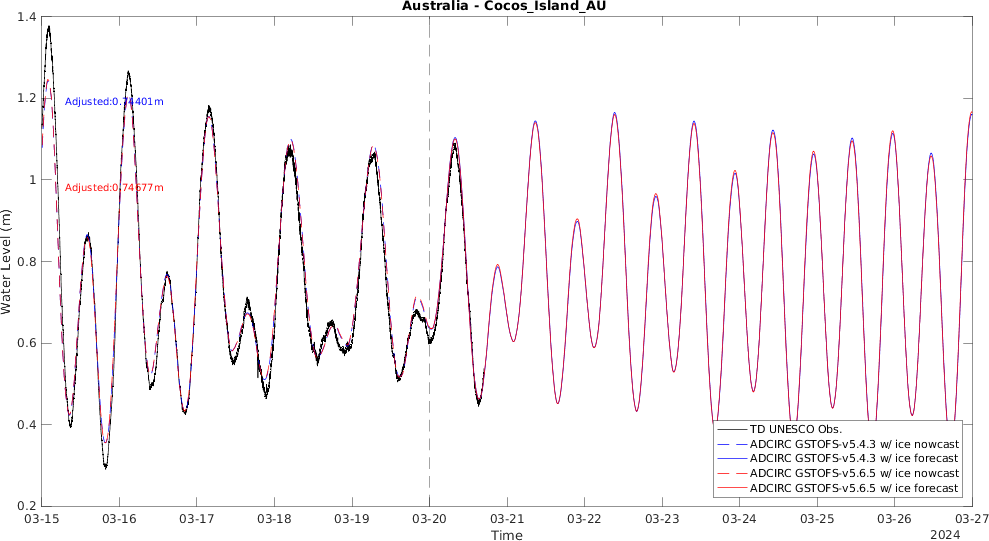 Australia - Cocos_Island_AU
1.4
1.2
1
0.8
0.6
0.4
0.2
Water Level (m)
Adjusted:0.74401m
Adjusted:0.74677m
TD UNESCO Obs.
ADCIRC GSTOFS-v5.4.3 w/ ice nowcast
ADCIRC GSTOFS-v5.4.3 w/ ice forecast
ADCIRC GSTOFS-v5.6.5 w/ ice nowcast
ADCIRC GSTOFS-v5.6.5 w/ ice forecast
03-15 03-16 03-17 03-18 03-19 03-20 03-21 03-22 03-23 03-24 03-25 03-26 03-27
Time
2024